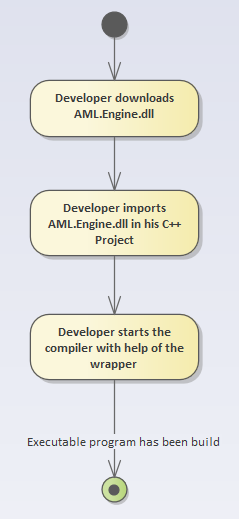 Developer downloads
AML.Engine.dll
Developer imports
AML.Engine.dll in his C++
Project
Developer starts the
compiler with help of the
wrapper
Executable program has been build